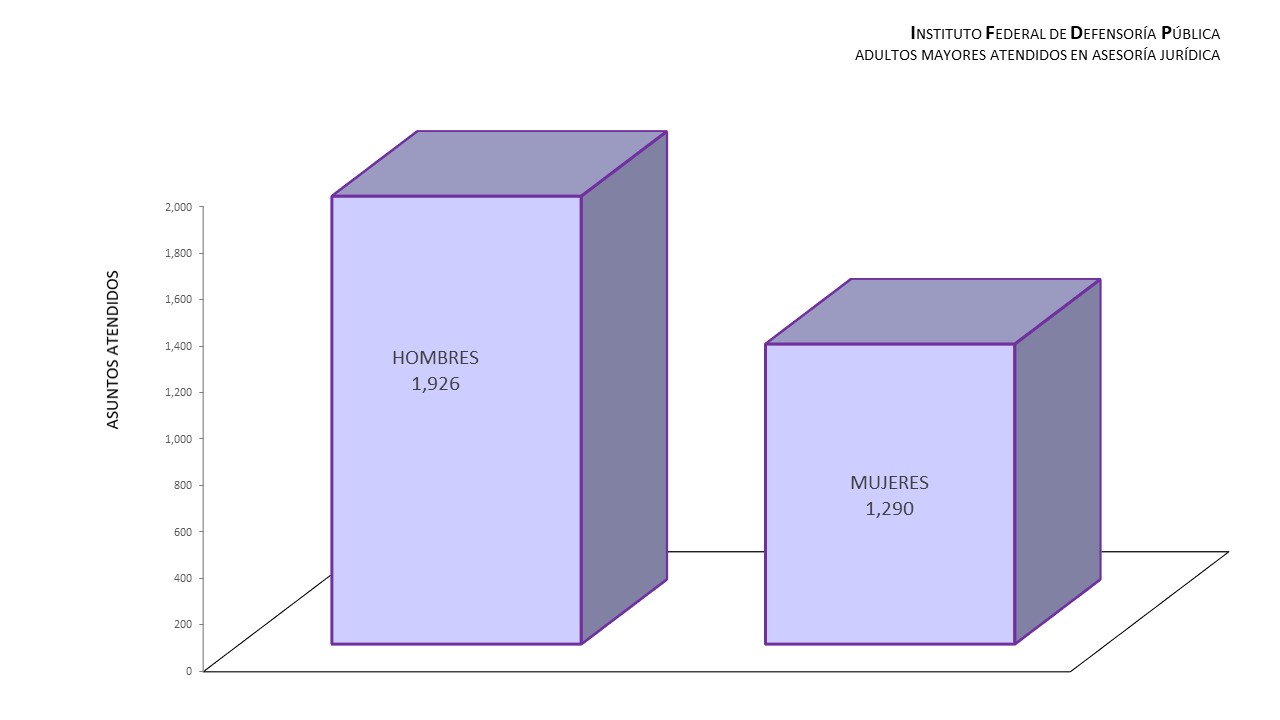 INSTITUTO FEDERAL DE DEFENSORÍA PÚBLICA
ADULTOS MAYORES ATENDIDOS EN ASESORÍA JURÍDICA
ASUNTOS ATENDIDOS
2,000
1,800
1,600
1,400
1,200
1,000
800
600
400
200
0
HOMBRES
1,926
MUJERES
1,290